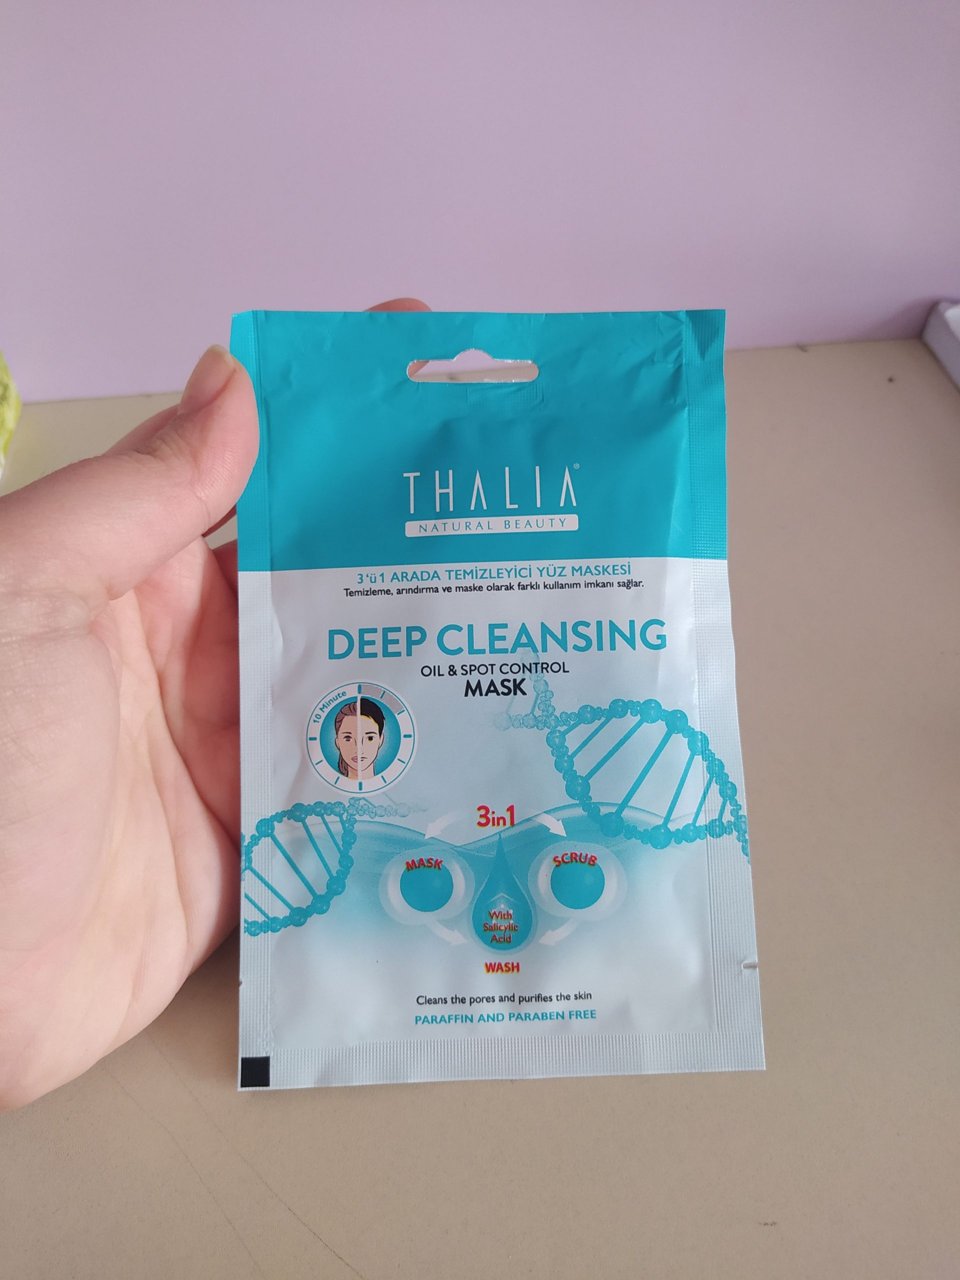 THALIA®
NATURAL BEAUTY
3'ü1 ARADA TEMİZLEYİCİ YÜZ MASKESİ
Temizleme, arındırma ve maske olarak farklı kullanım imkanı sağlar.
DEEP CLEANSING
OIL & SPOT CONTROL
MASK
10 Minute
3in1
MASK
SCRUB
With
Salicylic
Acid
WASH
Cleans the pores and purifies the skin
PARAFFIN AND PARABEN FREE